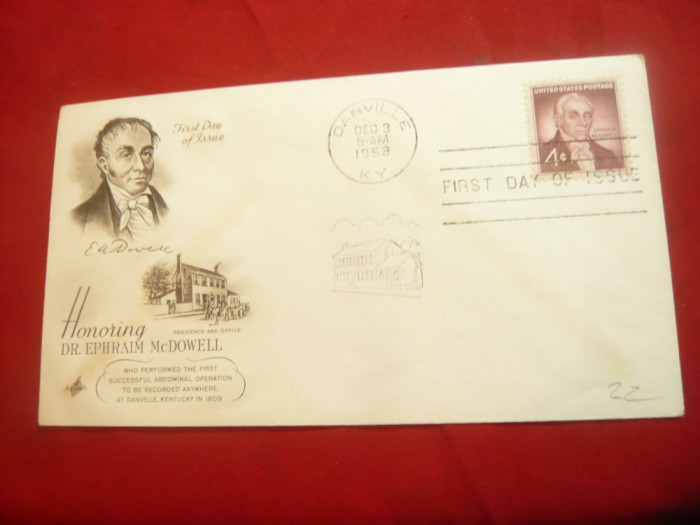 First Day
of Issue
DANVILLE
DEC 3
9-AM
1959
KY.
UNITED STATES POSTAGE
4¢
FIRST DAY OF ISSUE
Honoring
RESIDENCE AND OFFICE
DR. EPHRAIM McDOWELL
WHO PERFORMED THE FIRST
SUCCESSFUL ABDOMINAL OPERATION
TO BE RECORDED ANYWHERE
AT DANVILLE, KENTUCKY IN 1809